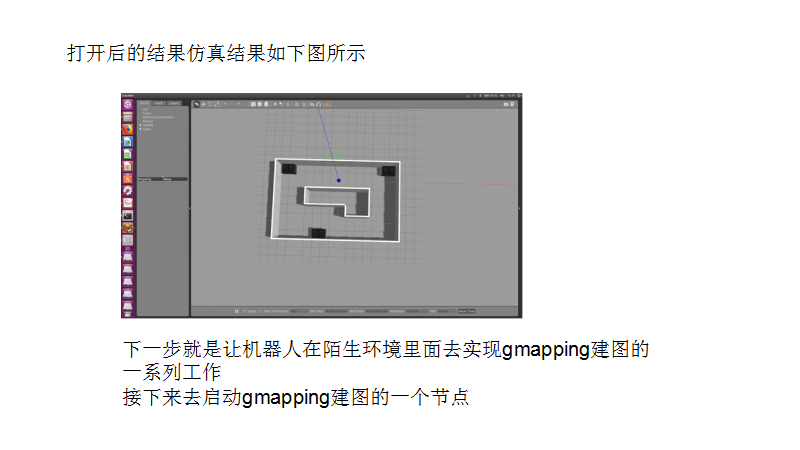 打开后的结果仿真结果如下图所示
下一步就是让机器人在陌生环境里面去实现gmapping建图的
一系列工作
接下来去启动gmapping建图的一个节点